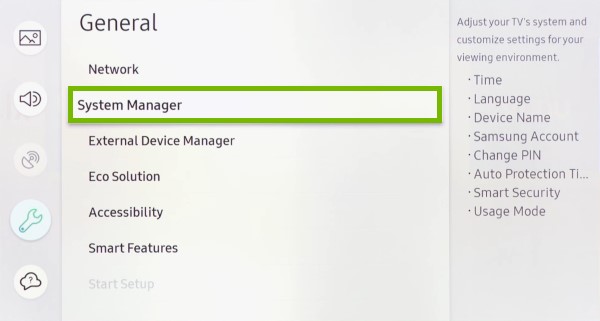 General
Network
System Manager
External Device Manager
Eco Solution
Accessibility
Smart Features
Start Setup
Adjust your TV's system and
customize settings for your
viewing environment.
· Time
· Language
· Device Name
· Samsung Account
· Change PIN
· Auto Protection Ti...
· Smart Security
· Usage Mode
?